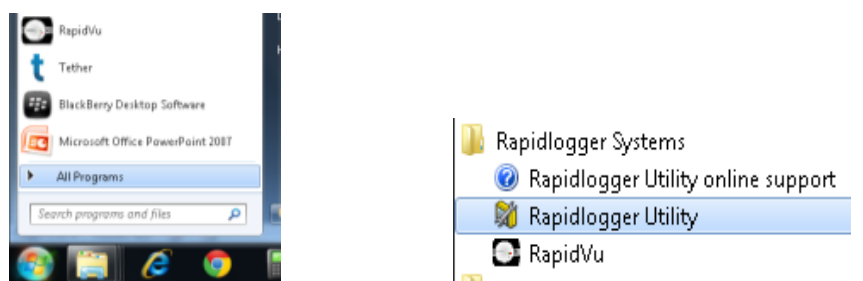 RapidVu
Tether
BlackBerry Desktop Software
Microsoft Office PowerPoint 2007
All Programs
Search programs and files
Rapidlogger Systems
Rapidlogger Utility online support
Rapidlogger Utility
RapidVu